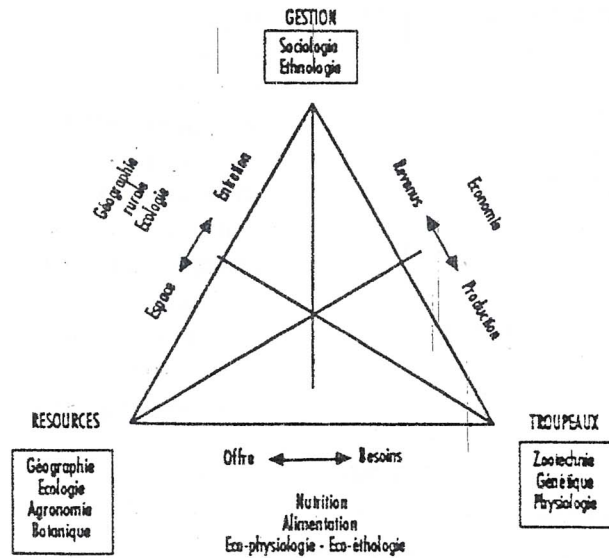 GESTION
Sociologie
Ethnologie
Géographie
rurale
Ecologie
Entretien
Espace
Revenus
Production
Economie
RESOURCES
Géographie
Ecologie
Agronomie
Botanique
Offre
Besoins
TROUPEAUX
Zootechnie
Génétique
Physiologie
Nutrition
Alimentation
Eco-physiologie - Eco-éthologie